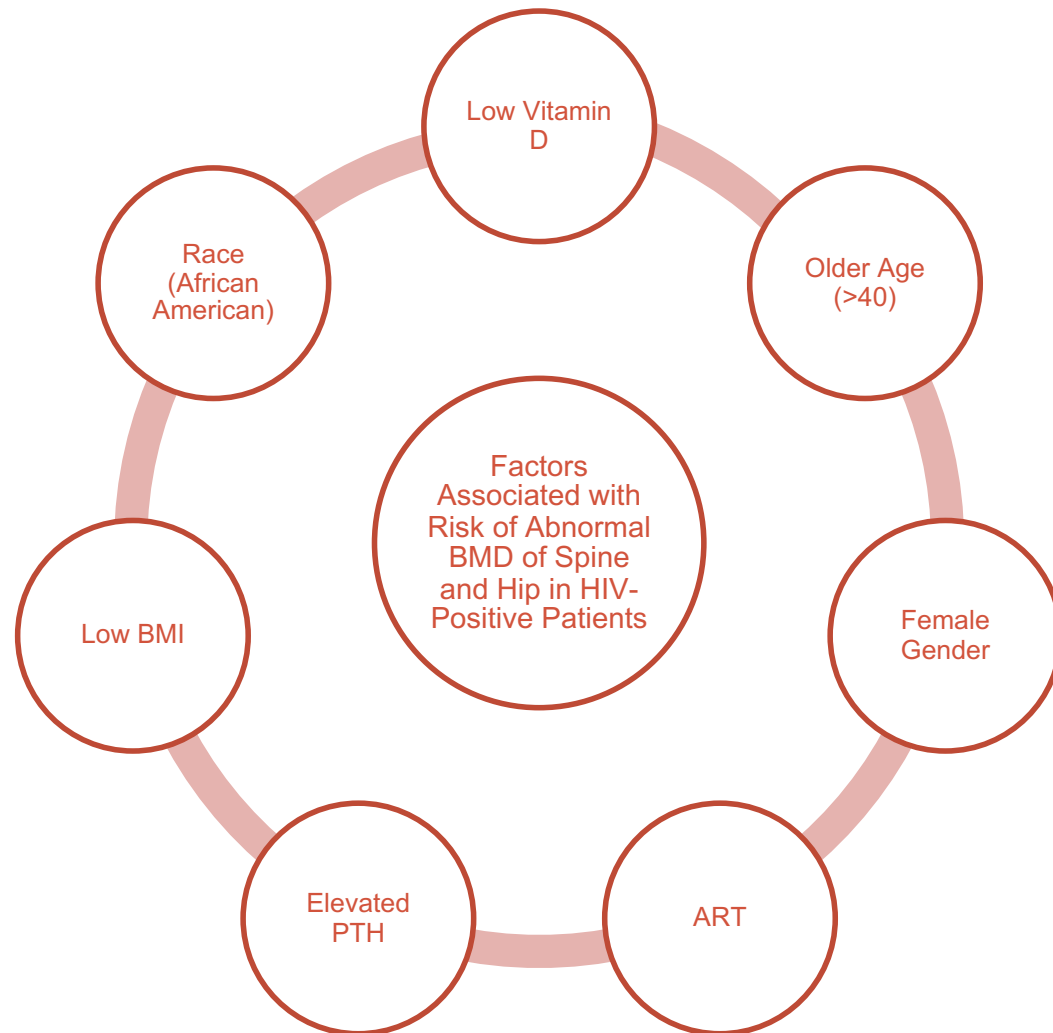 Low Vitamin
D
Older Age
(>40)
Female
Gender
ART
Elevated
PTH
Low BMI
Race
(African
American)
Factors
Associated with
Risk of Abnormal
BMD of Spine
and Hip in HIV-
Positive Patients